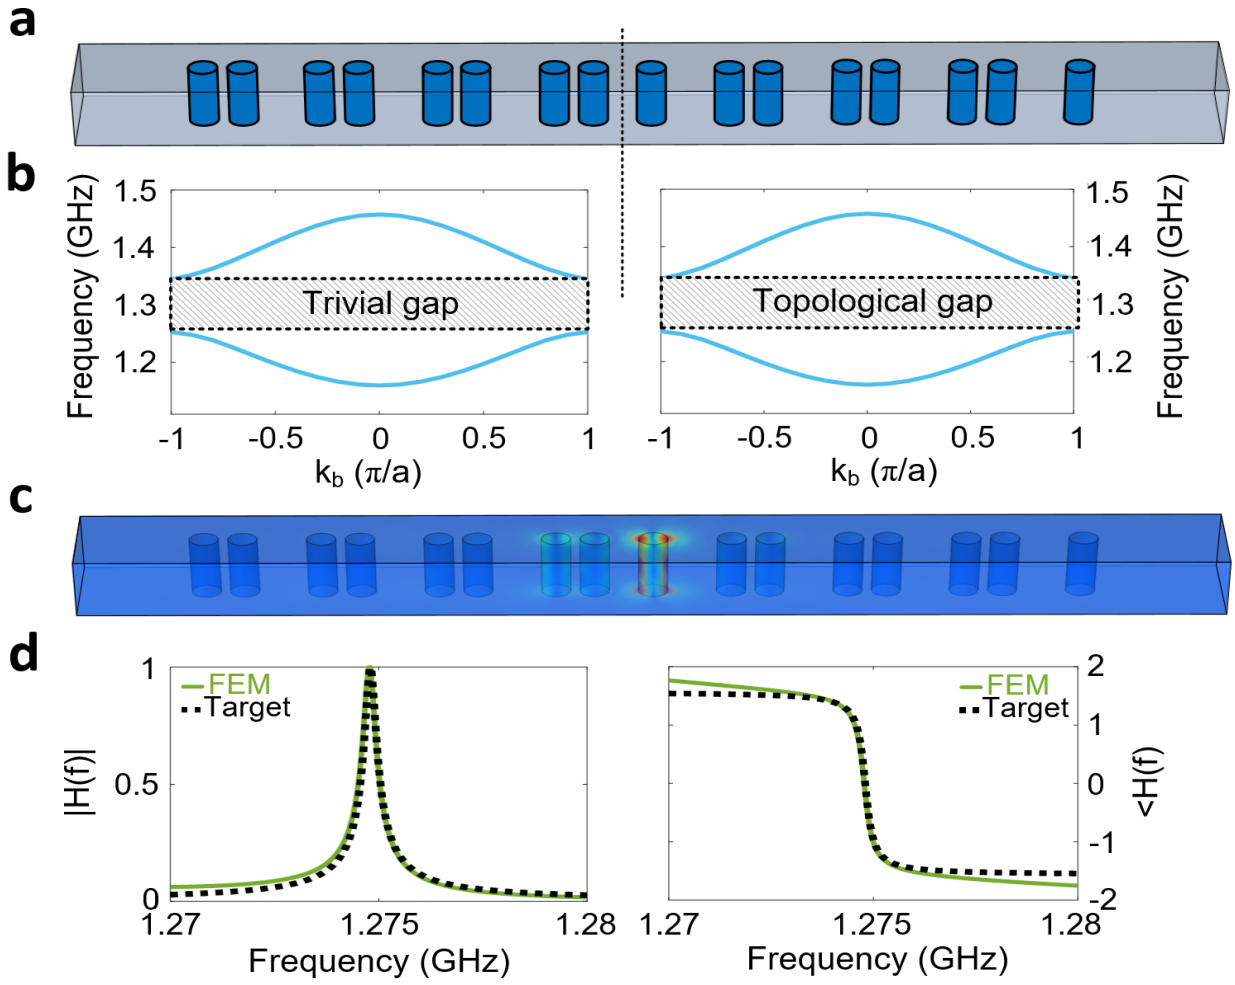 a
b
Frequency (GHz)
1.5
1.4
1.3
1.2
Trivial gap
-1 -0.5 0 0.5 1
k_b (π/a)
Topological gap
1.5
1.4
1.3
1.2
Frequency (GHz)
-1 -0.5 0 0.5 1
k_b (π/a)
c
d
|H(f)|
1
0.5
0
FEM
Target
1.27 1.275 1.28
Frequency (GHz)
FEM
Target
2
1
0
-1
-2
<H(f)
1.27 1.275 1.28
Frequency (GHz)